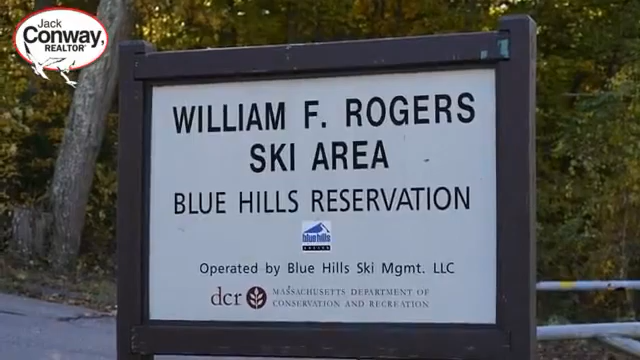 Jack
Conway,
REALTOR®
WILLIAM F. ROGERS
SKI AREA
BLUE HILLS RESERVATION
blue hills
Operated by Blue Hills Ski Mgmt. LLC
dcr
MASSACHUSETTS DEPARTMENT OF
CONSERVATION AND RECREATION